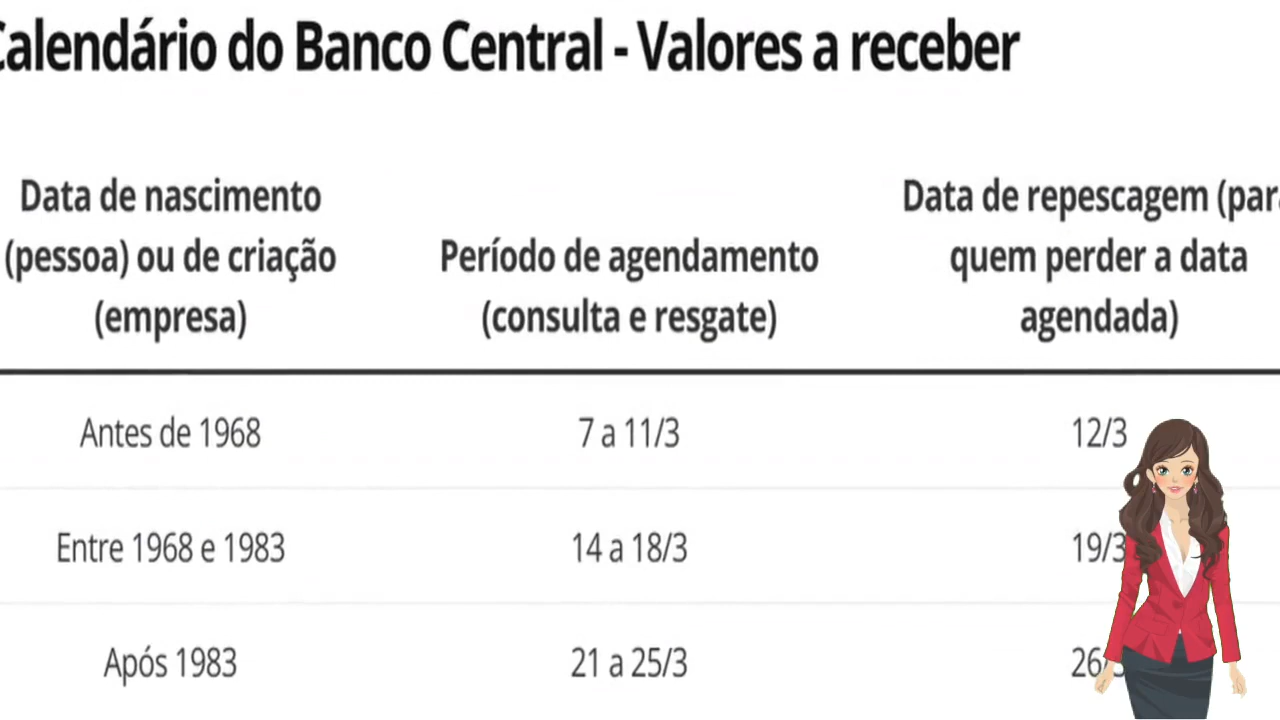 Calendário do Banco Central - Valores a receber
Data de nascimento
(pessoa) ou de criação
(empresa)
Período de agendamento
(consulta e resgate)
Data de repescagem (para
quem perder a data
agendada)
Antes de 1968
7 a 11/3
12/3
Entre 1968 e 1983
14 a 18/3
19/3
Após 1983
21 a 25/3
26/3